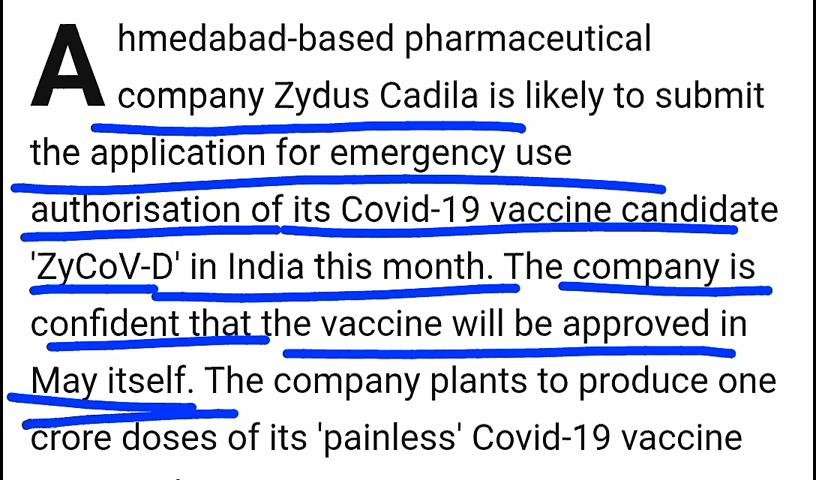 Ahmedabad-based pharmaceutical
company Zydus Cadila is likely to submit
the application for emergency use
authorisation of its Covid-19 vaccine candidate
'ZyCoV-D' in India this month. The company is
confident that the vaccine will be approved in
May itself. The company plants to produce one
crore doses of its 'painless' Covid-19 vaccine